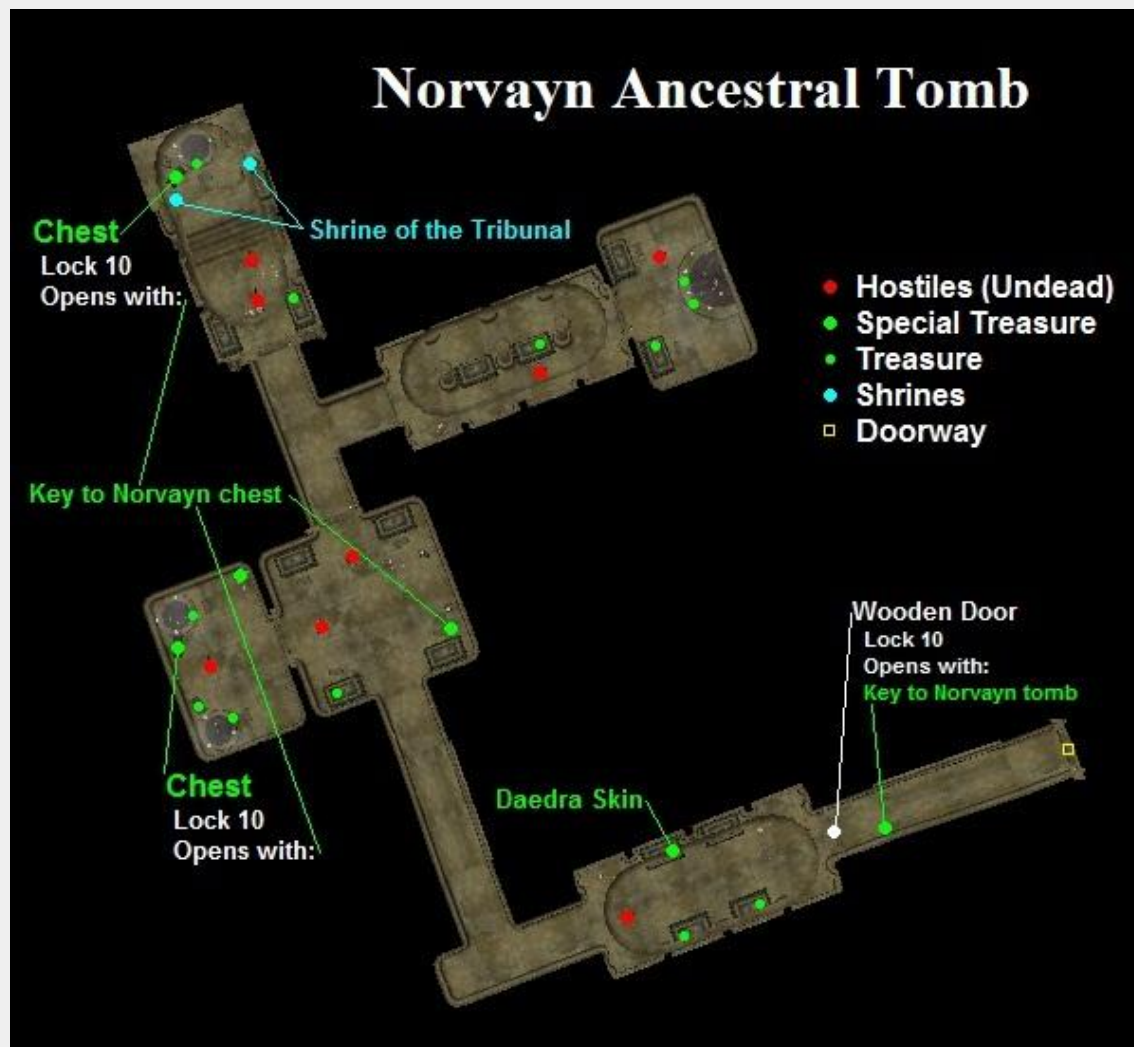 Norvayn Ancestral Tomb
Chest
Lock 10
Opens with:
Shrine of the Tribunal
Hostiles (Undead)
Special Treasure
Treasure
Shrines
Doorway
Key to Norvayn chest
Wooden Door
Lock 10
Opens with:
Key to Norvayn tomb
Chest
Lock 10
Opens with:
Daedra Skin